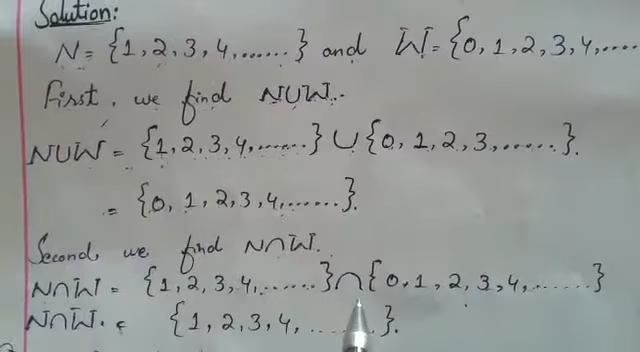 Solution:
N = {1, 2, 3, 4, ......} and W = {0, 1, 2, 3, 4, ....
First, we find N∪W.
N∪W = {1, 2, 3, 4, ......} ∪ {0, 1, 2, 3, ......}.
= {0, 1, 2, 3, 4, ......}.
Second, we find N∩W.
N∩W = {1, 2, 3, 4, ......} ∩ {0, 1, 2, 3, 4, ......}
N∩W = {1, 2, 3, 4, ......}.